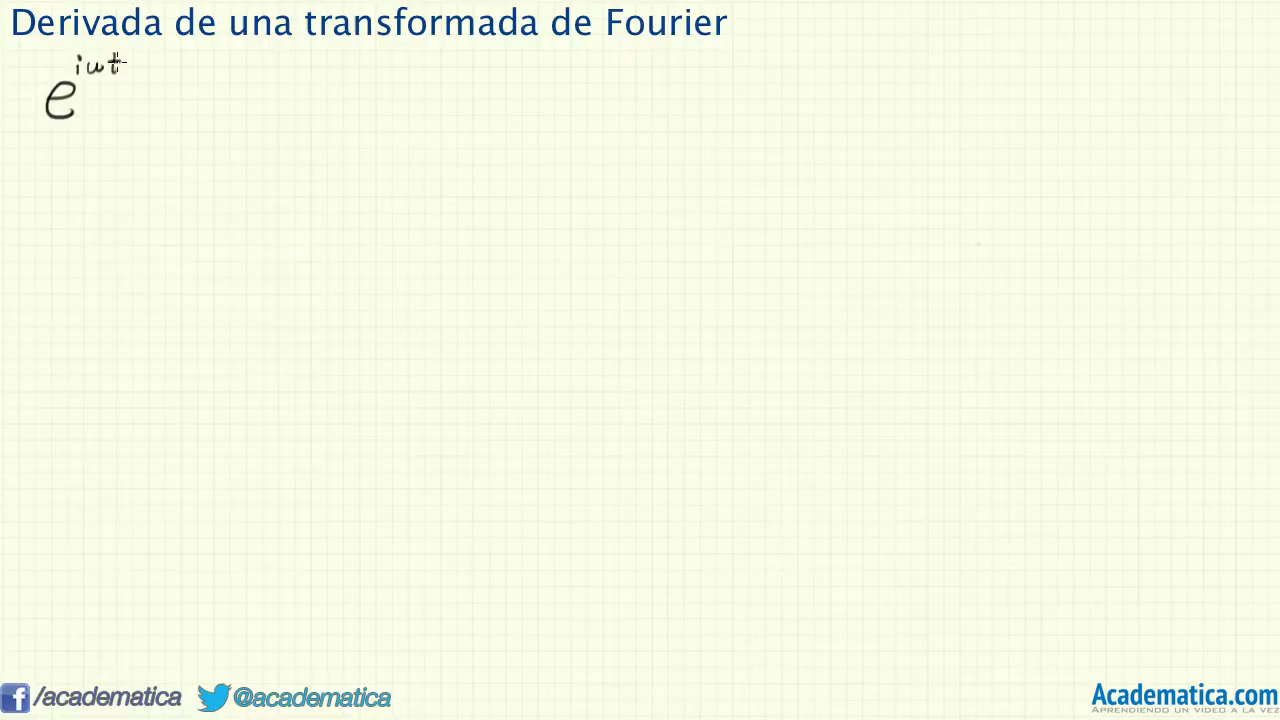 Derivada de una transformada de Fourier
e^{iωt}
f /academatica @academatica
Academatica.com
APRENDIENDO UN VIDEO A LA VEZ